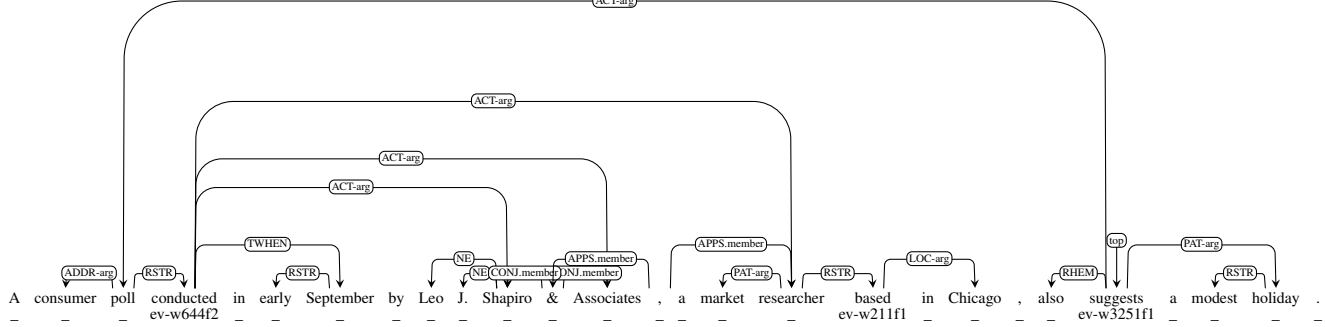 ACT-arg
ACT-arg
ACT-arg
ACT-arg
top
TWHEN APPS.member PAT-arg
NE APPS.member LOC-arg
ADDR-arg RSTR RSTR NE CONJ.member ONJ.member PAT-arg RSTR RHEM RSTR
A consumer poll conducted in early September by Leo J. Shapiro & Associates , a market researcher based in Chicago , also suggests a modest holiday .
_ _ _ ev-w644f2 _ _ _ _ _ _ _ _ _ _ _ _ _ ev-w211f1 _ _ _ _ ev-w3251f1 _ _ _ _